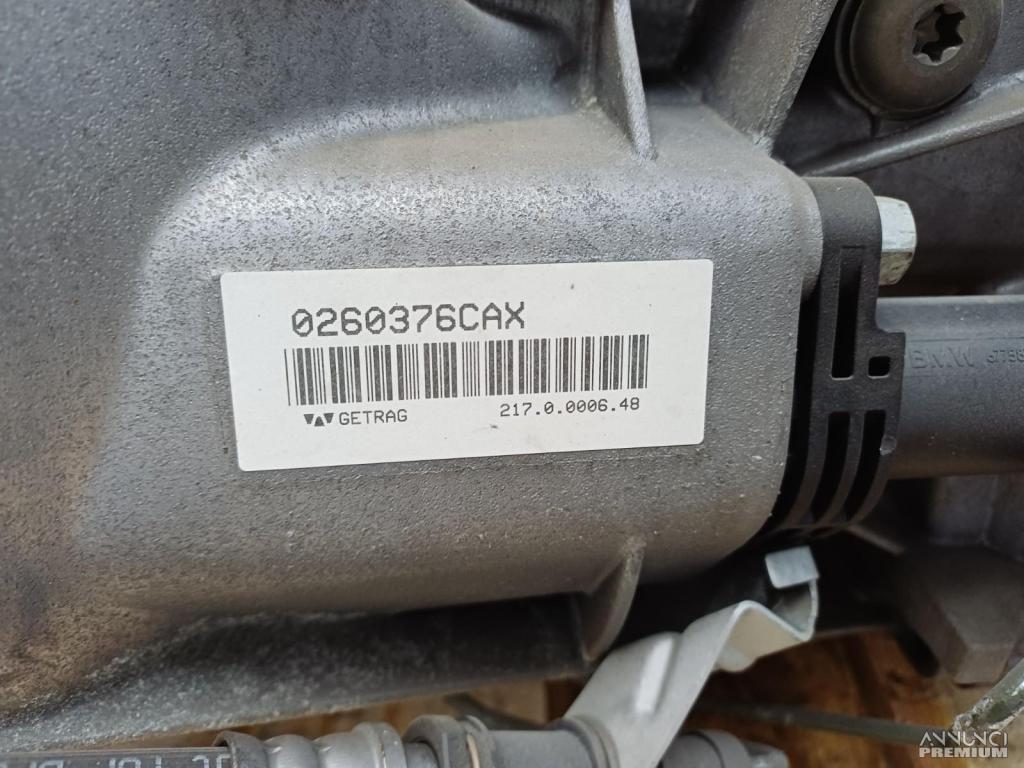 0260376CAX
GETRAG 217.0.0006.48
BMW
ANNUNCI
PREMIUM